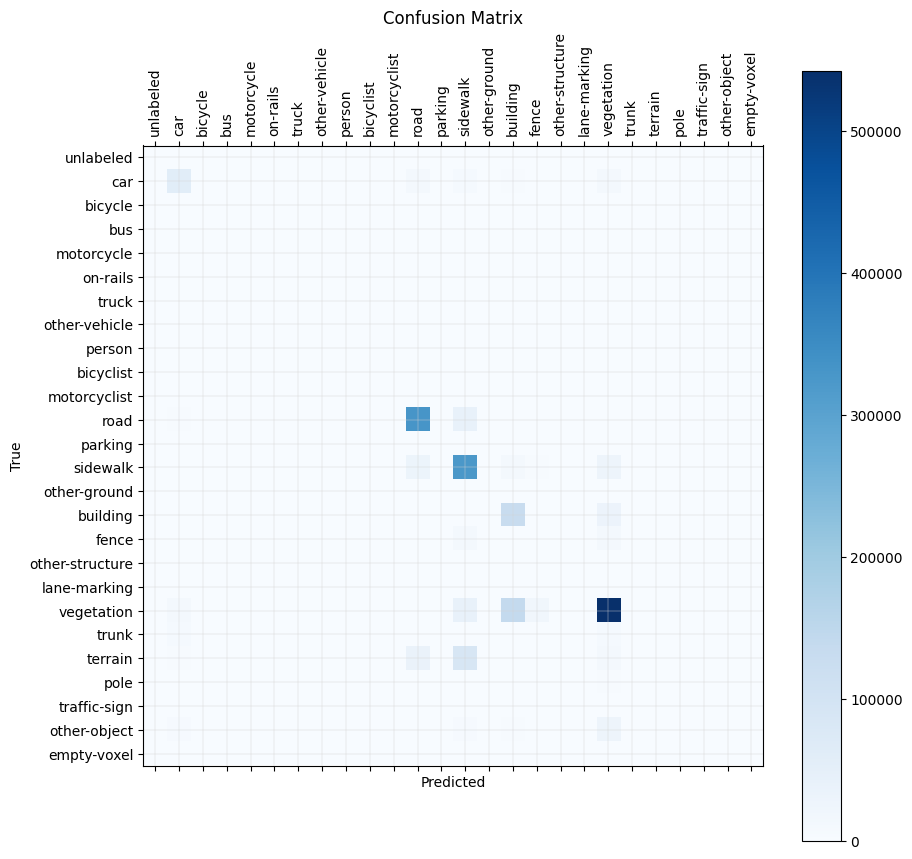 Confusion Matrix
unlabeled
car
bicycle
bus
motorcycle
on-rails
truck
other-vehicle
person
bicyclist
motorcyclist
road
parking
sidewalk
other-ground
building
fence
other-structure
lane-marking
vegetation
trunk
terrain
pole
traffic-sign
other-object
empty-voxel
True
unlabeled
car
bicycle
bus
motorcycle
on-rails
truck
other-vehicle
person
bicyclist
motorcyclist
road
parking
sidewalk
other-ground
building
fence
other-structure
lane-marking
vegetation
trunk
terrain
pole
traffic-sign
other-object
empty-voxel
Predicted
500000
400000
300000
200000
100000
0